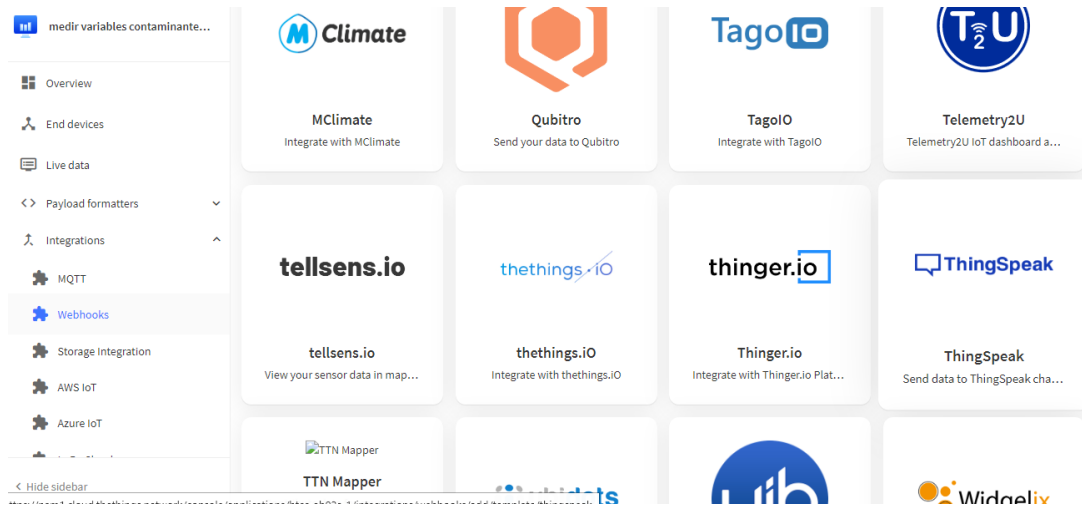 medir variables contaminante...
Overview
End devices
Live data
Payload formatters
Integrations
MQTT
Webhooks
Storage Integration
AWS IoT
Azure IoT
Hide sidebar
MClimate
MClimate
Integrate with MClimate
Qubitro
Send your data to Qubitro
TagoIO
TagoIO
Integrate with TagoIO
T2U
Telemetry2U
Telemetry2U IoT dashboard a...
tellsens.io
tellsens.io
View your sensor data in map...
thethings.iO
thethings.iO
Integrate with thethings.iO
thinger.io
Thinger.io
Integrate with Thinger.io Plat...
ThingSpeak
ThingSpeak
Send data to ThingSpeak cha...
TTN Mapper
TTN Mapper
ubidots
Widgelix